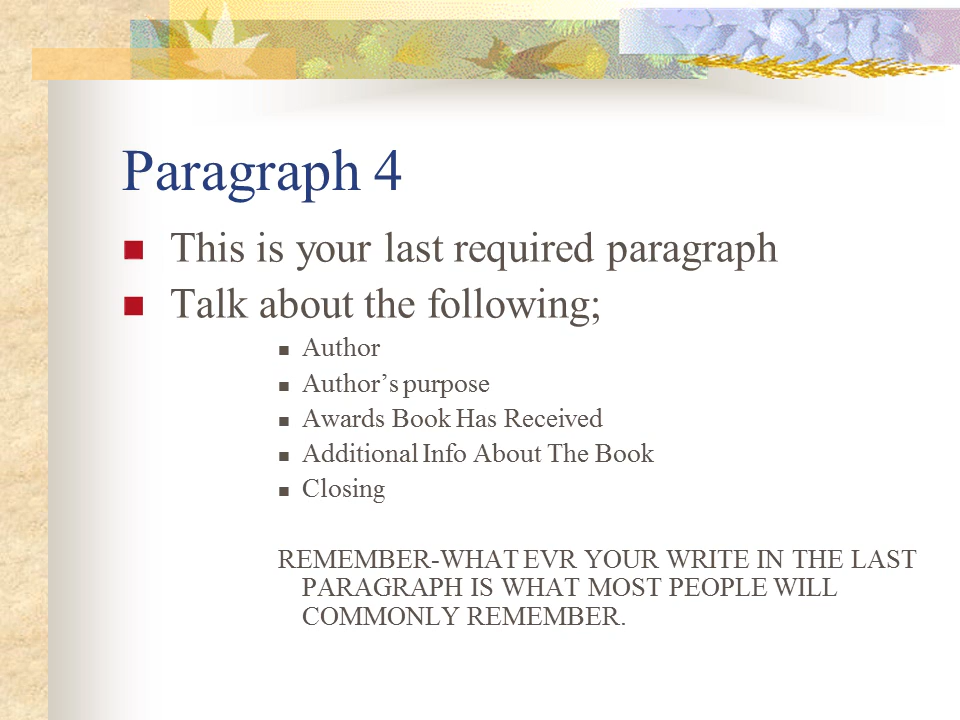 Paragraph 4
This is your last required paragraph
Talk about the following;
Author
Author’s purpose
Awards Book Has Received
Additional Info About The Book
Closing
REMEMBER-WHAT EVR YOUR WRITE IN THE LAST
PARAGRAPH IS WHAT MOST PEOPLE WILL
COMMONLY REMEMBER.